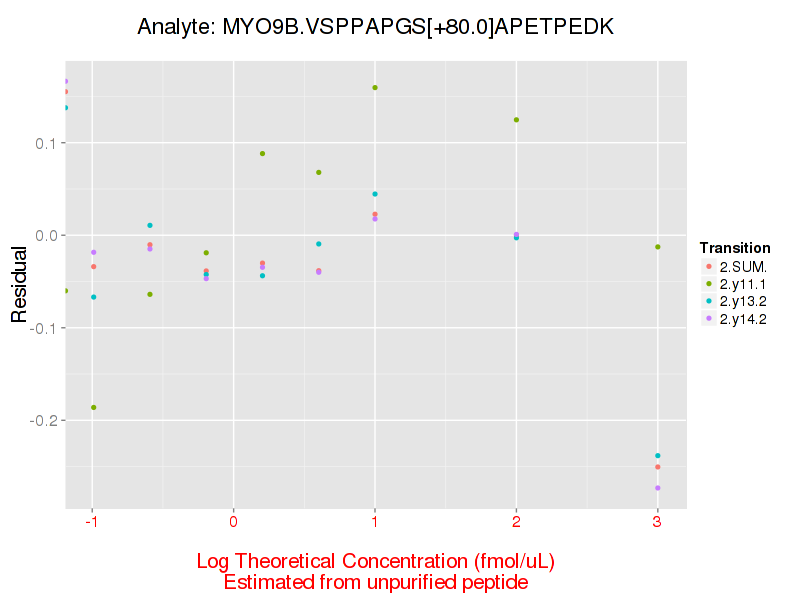 Analyte: MYO9B.VSPPAPGS[+80.0]APETPEDK
Residual
0.1
0.0
-0.1
-0.2
-1 0 1 2 3
Log Theoretical Concentration (fmol/uL)
Estimated from unpurified peptide
Transition
2.SUM.
2.y11.1
2.y13.2
2.y14.2